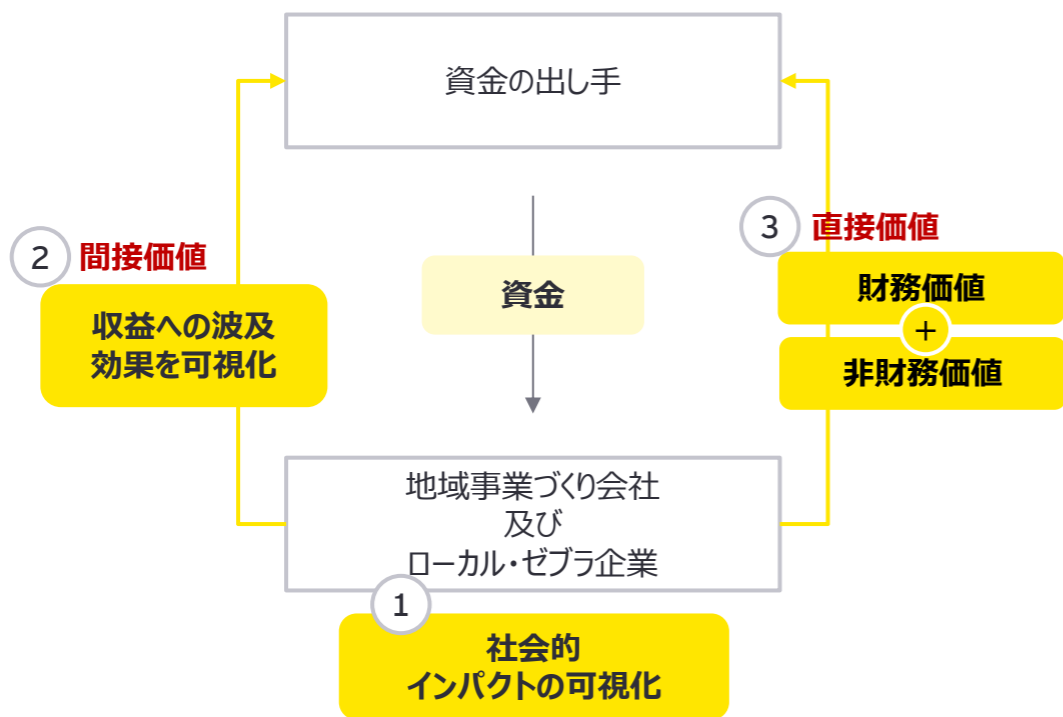 資金の出し手
2 間接価値
収益への波及
効果を可視化
資金
3 直接価値
財務価値
+
非財務価値
地域事業づくり会社
及び
ローカル・ゼブラ企業
1
社会的
インパクトの可視化